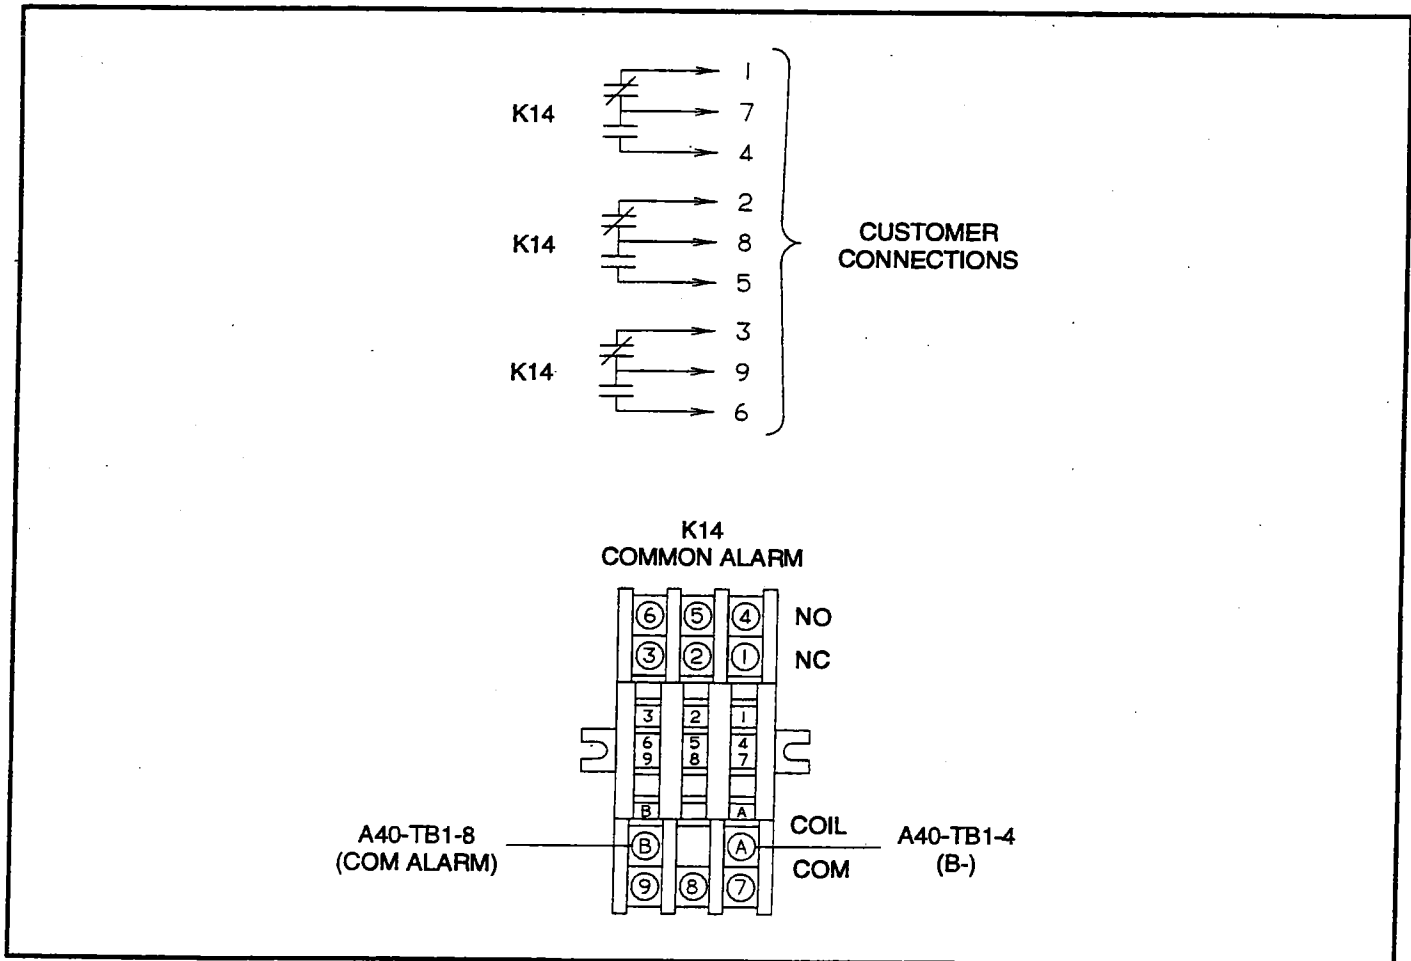 1
K14
7
4
2
K14
8
5
CUSTOMER
CONNECTIONS
3
K14
9
6
K14
COMMON ALARM
6 5 4 NO
3 2 1 NC
3 2 1
6 5 4
9 8 7
B A
A40-TB1-8
(COM ALARM)
B A
COIL
COM
A40-TB1-4
(B-)
9 8 7